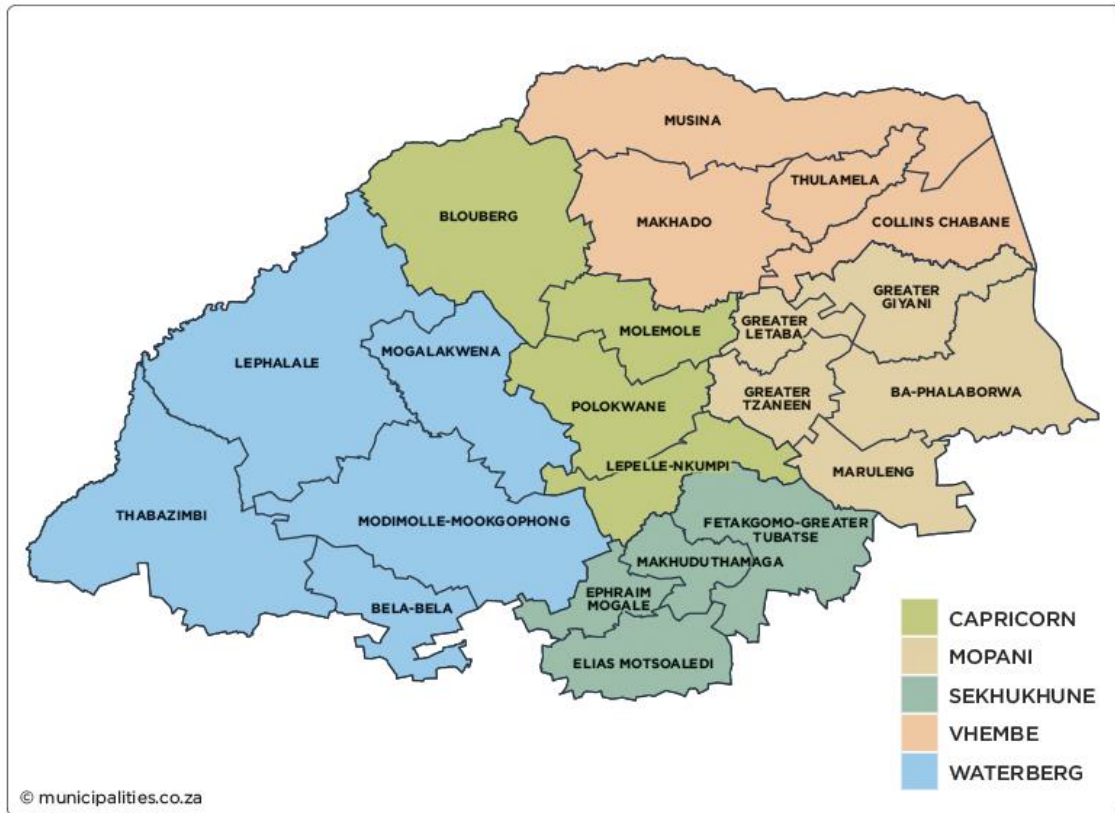 MUSINA
THULAMELA
BLOUBERG
MAKHADO
COLLINS CHABANE
GREATER
GIYANI
MOLEMOLE
GREATER
LETABA
LEPHALALE
MOGALAKWENA
POLOKWANE
GREATER
TZANEEN
BA-PHALABORWA
LEPELLE-NKUMPI
MARULENG
THABAZIMBI
MODIMOLLE-MOOKGOPHONG
FETAKGOMO-GREATER
TUBATSE
MAKHUDUTHAMAGA
EPHRAIM
MOGALE
BELA-BELA
ELIAS MOTSOALEDI
CAPRICORN
MOPANI
SEKHUKHUNE
VHEMBE
WATERBERG
© municipalities.co.za